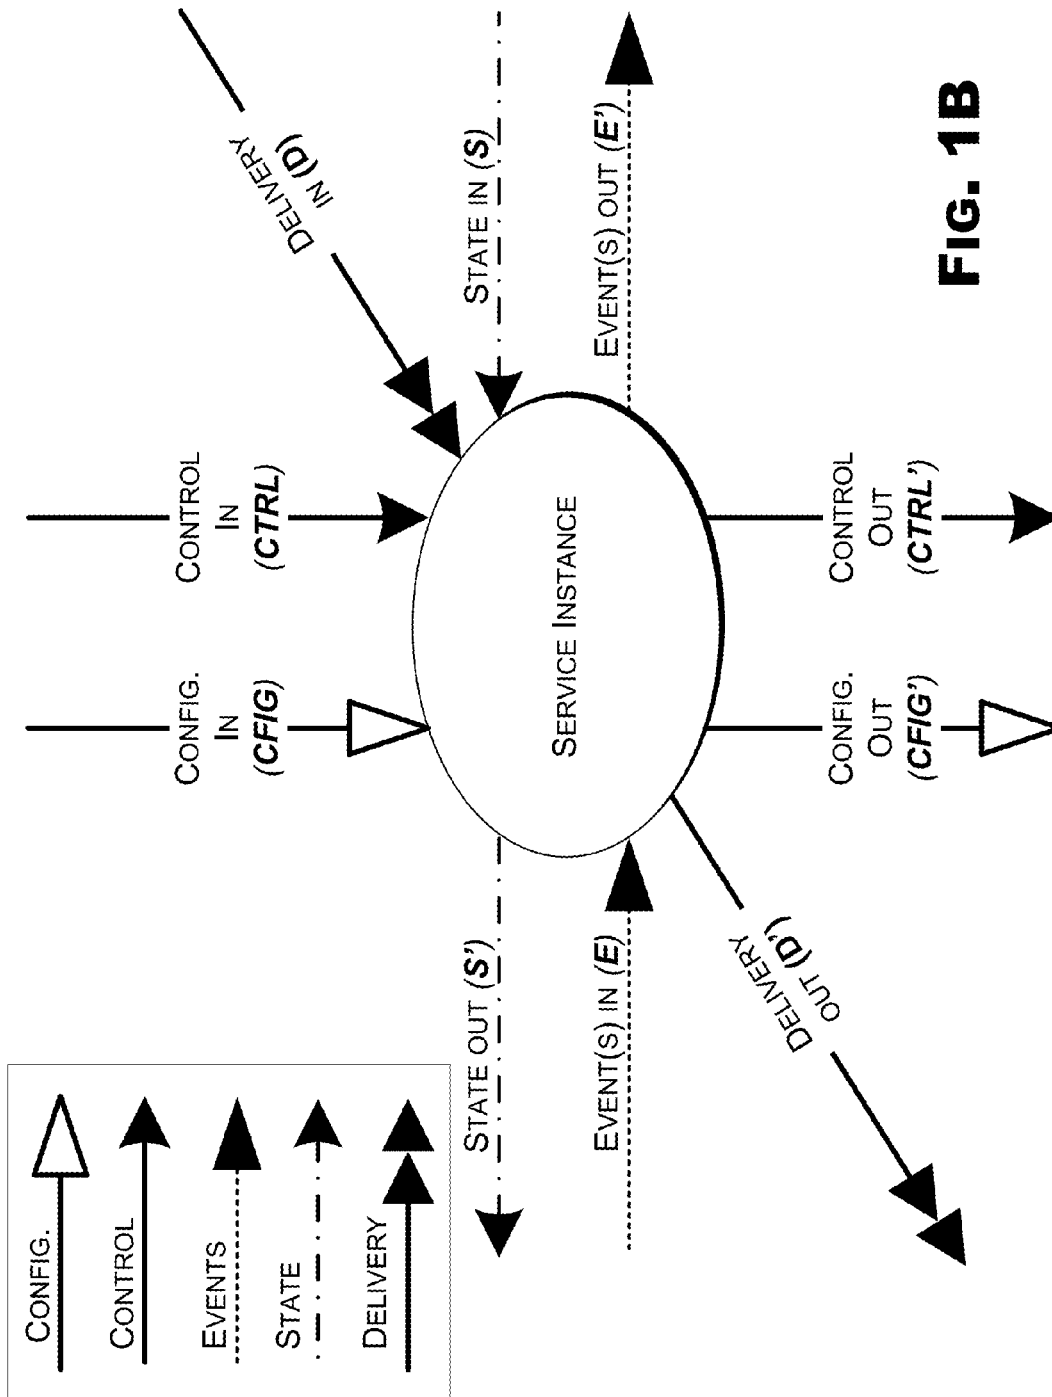 CONFIG.
CONTROL
EVENTS
STATE
DELIVERY
CONFIG.
IN
(CFIG)
CONTROL
IN
(CTRL)
DELIVERY
IN (D)
STATE OUT (S')
STATE IN (S)
SERVICE INSTANCE
EVENT(S) IN (E)
EVENT(S) OUT (E')
DELIVERY
OUT (D')
CONFIG.
OUT
(CFIG')
CONTROL
OUT
(CTRL')
FIG. 1B